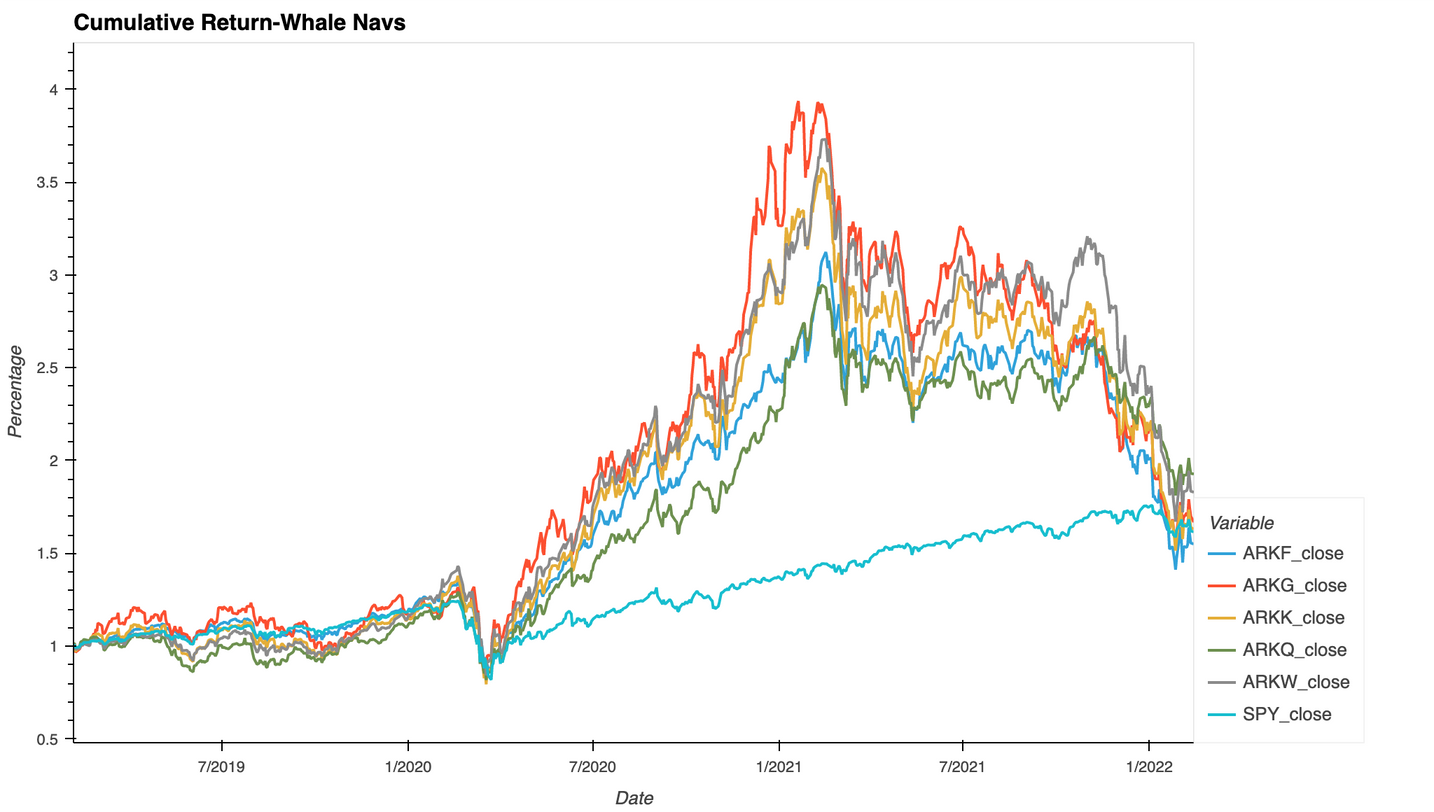 Cumulative Return-Whale Navs
4
3.5
3
2.5
2
1.5
1
0.5
Percentage
7/2019
1/2020
7/2020
1/2021
7/2021
1/2022
Date
Variable
ARKF_close
ARKG_close
ARKK_close
ARKQ_close
ARKW_close
SPY_close